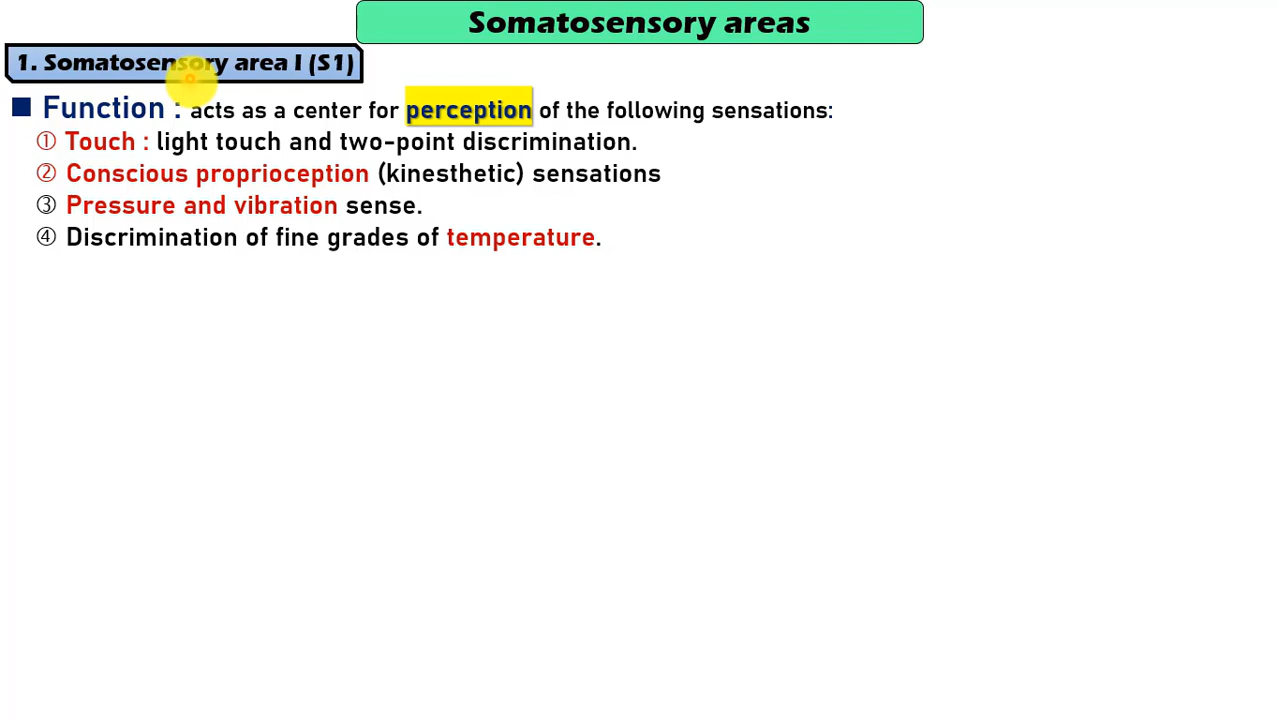 Somatosensory areas
1. Somatosensory area I (S1)
■ Function : acts as a center for perception of the following sensations:
① Touch : light touch and two-point discrimination.
② Conscious proprioception (kinesthetic) sensations
③ Pressure and vibration sense.
④ Discrimination of fine grades of temperature.